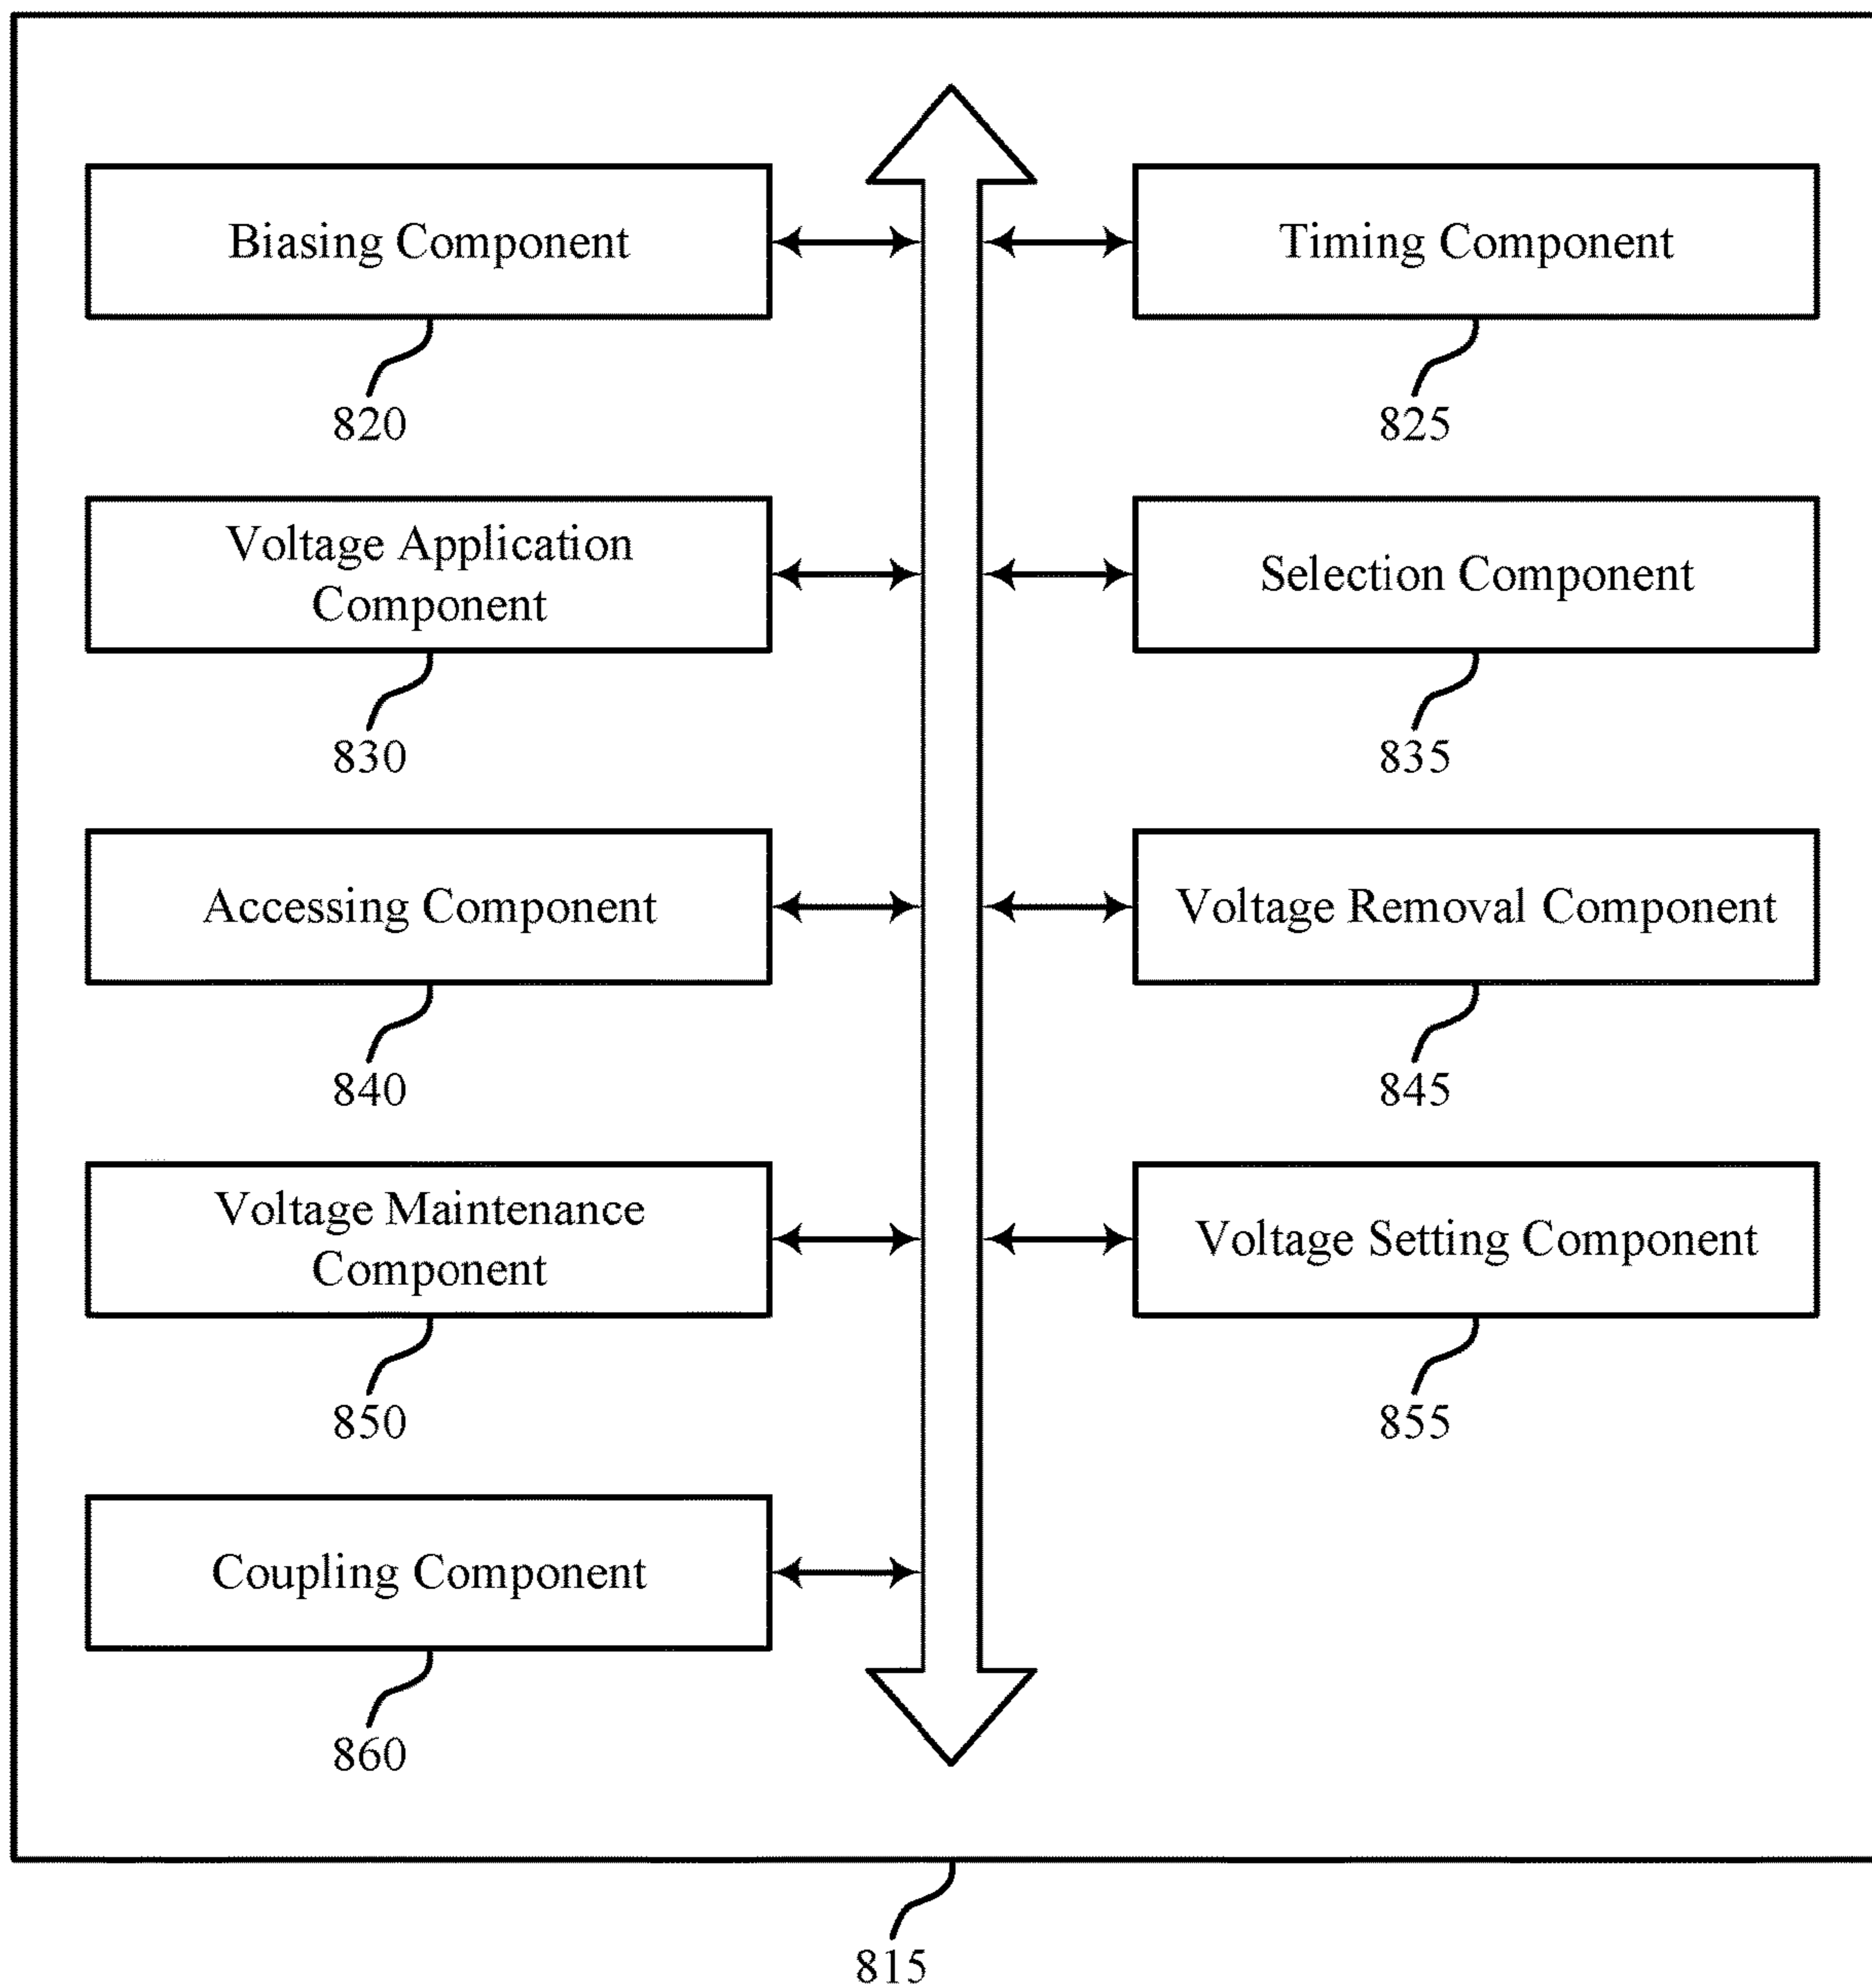 Biasing Component
Timing Component
820
825
Voltage Application
Component
Selection Component
830
835
Accessing Component
Voltage Removal Component
840
845
Voltage Maintenance
Component
Voltage Setting Component
850
855
Coupling Component
860
815